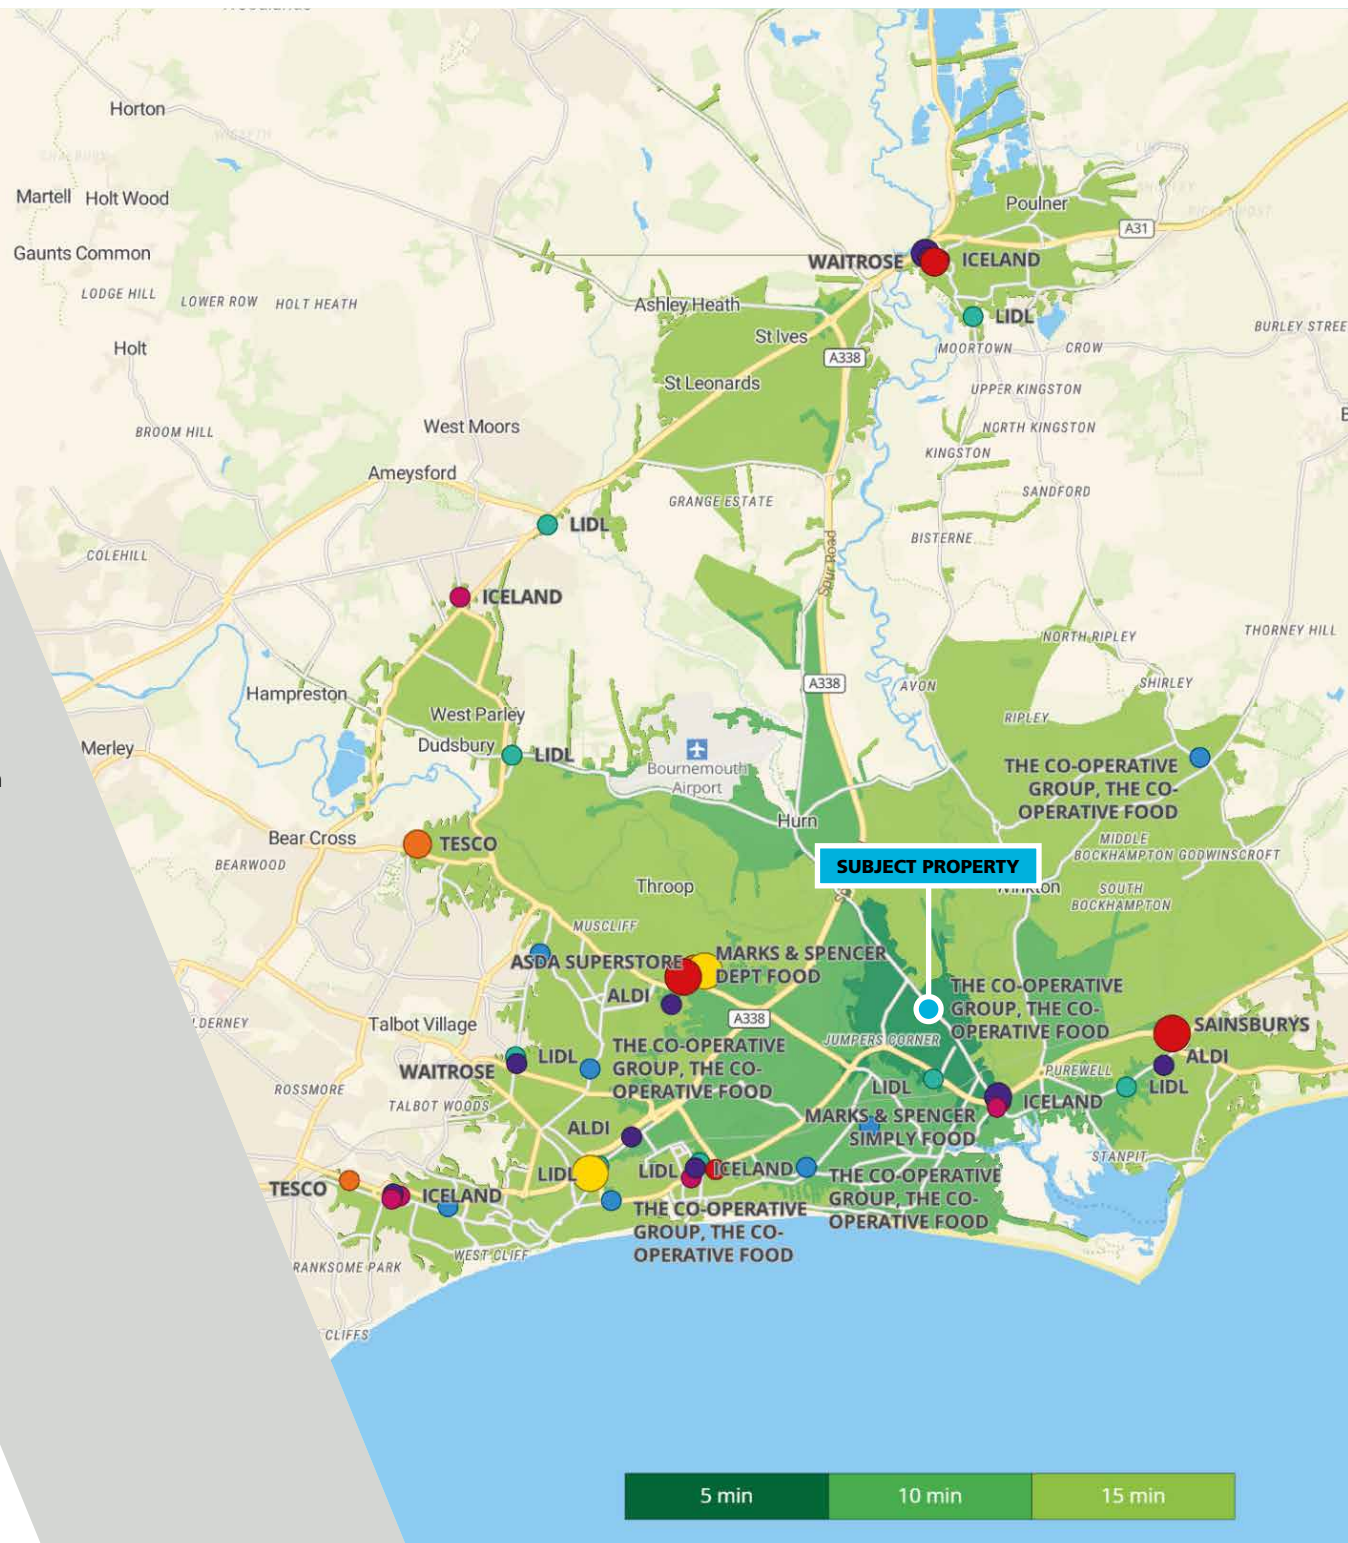 Horton
Martell
Holt Wood
Gaunts Common
LODGE HILL
LOWER ROW
HOLT HEATH
Holt
BROOM HILL
West Moors
Ameysford
COLEHILL
Poulner
A31
WAITROSE
ICELAND
Ashley Heath
LIDL
St Ives
A338
MOORTOWN
CROW
BURLEY STREE
St Leonards
UPPER KINGSTON
NORTH KINGSTON
KINGSTON
GRANGE ESTATE
SANDFORD
LIDL
BISTERNE
Spur Road
ICELAND
NORTH RIPLEY
THORNEY HILL
Hampreston
A338
AVON
SHIRLEY
West Parley
RIPLEY
Merley
Dudsbury
LIDL
Bournemouth
Airport
THE CO-OPERATIVE
GROUP, THE CO-
OPERATIVE FOOD
Hurn
Bear Cross
TESCO
MIDDLE
BOCKHAMPTON
GODWINSCROFT
BEARWOOD
SUBJECT PROPERTY
Throop
SOUTH
BOCKHAMPTON
MUSCLIFF
ASDA SUPERSTORE
MARKS & SPENCER
DEPT FOOD
ALDI
THE CO-OPERATIVE
GROUP, THE CO-
OPERATIVE FOOD
A338
Talbot Village
JUMPERS CORNER
SAINSBURYS
ALDI
LIDL
THE CO-OPERATIVE
GROUP, THE CO-
OPERATIVE FOOD
WAITROSE
PUREWELL
LIDL
LIDL
ROSSMORE
TALBOT WOODS
ICELAND
MARKS & SPENCER
SIMPLY FOOD
ALDI
STANPIT
LIDL
LIDL
ICELAND
THE CO-OPERATIVE
GROUP, THE CO-
OPERATIVE FOOD
TESCO
ICELAND
THE CO-OPERATIVE
GROUP, THE CO-
OPERATIVE FOOD
WEST CLIFF
RANKSOME PARK
CLIFFS
5 min
10 min
15 min